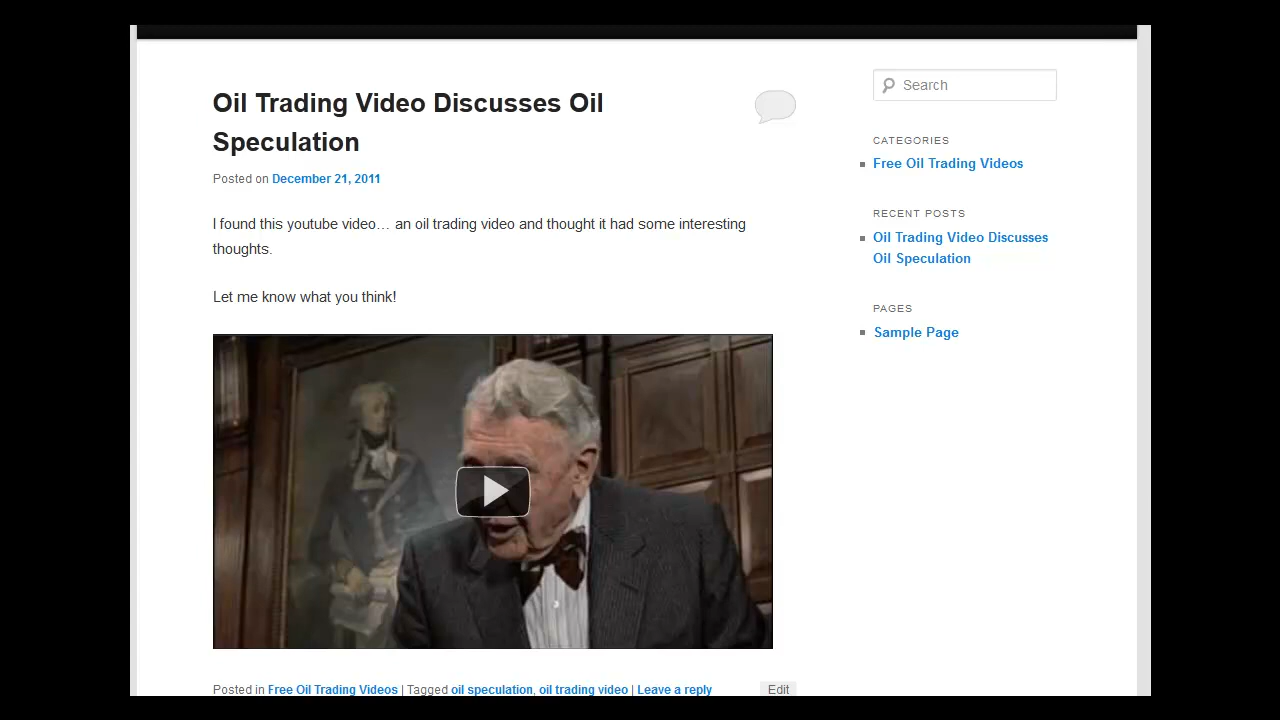 Oil Trading Video Discusses Oil
Speculation
Posted on December 21, 2011
I found this youtube video… an oil trading video and thought it had some interesting
thoughts.
Let me know what you think!
Posted in Free Oil Trading Videos | Tagged oil speculation, oil trading video | Leave a reply
Edit
Search
CATEGORIES
Free Oil Trading Videos
RECENT POSTS
Oil Trading Video Discusses
Oil Speculation
PAGES
Sample Page